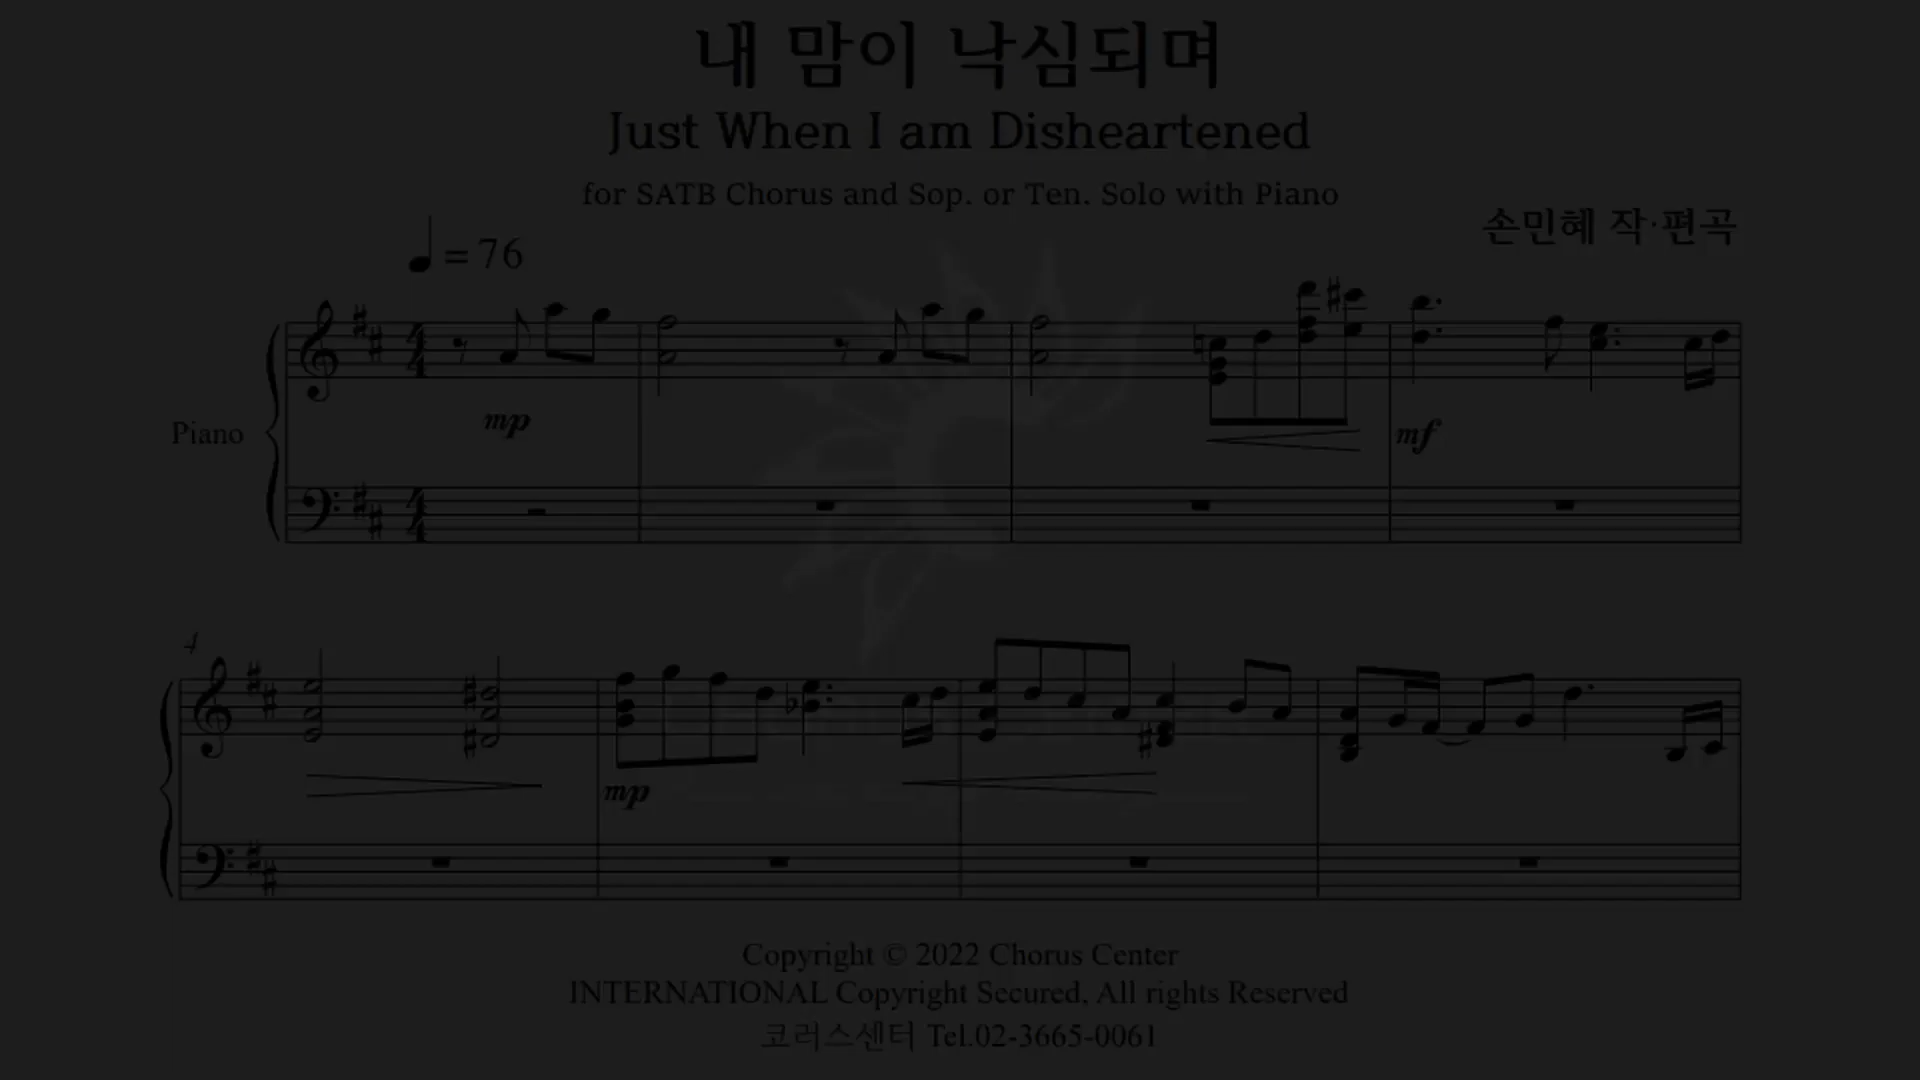 내 맘이 낙심되며
Just When I am Disheartened
for SATB Chorus and Sop. or Ten. Solo with Piano
손민혜 작·편곡
= 76
Piano
mp
mf
4
mp
Copyright © 2022 Chorus Center
INTERNATIONAL Copyright Secured, All rights Reserved
코러스센터 Tel.02-3665-0061